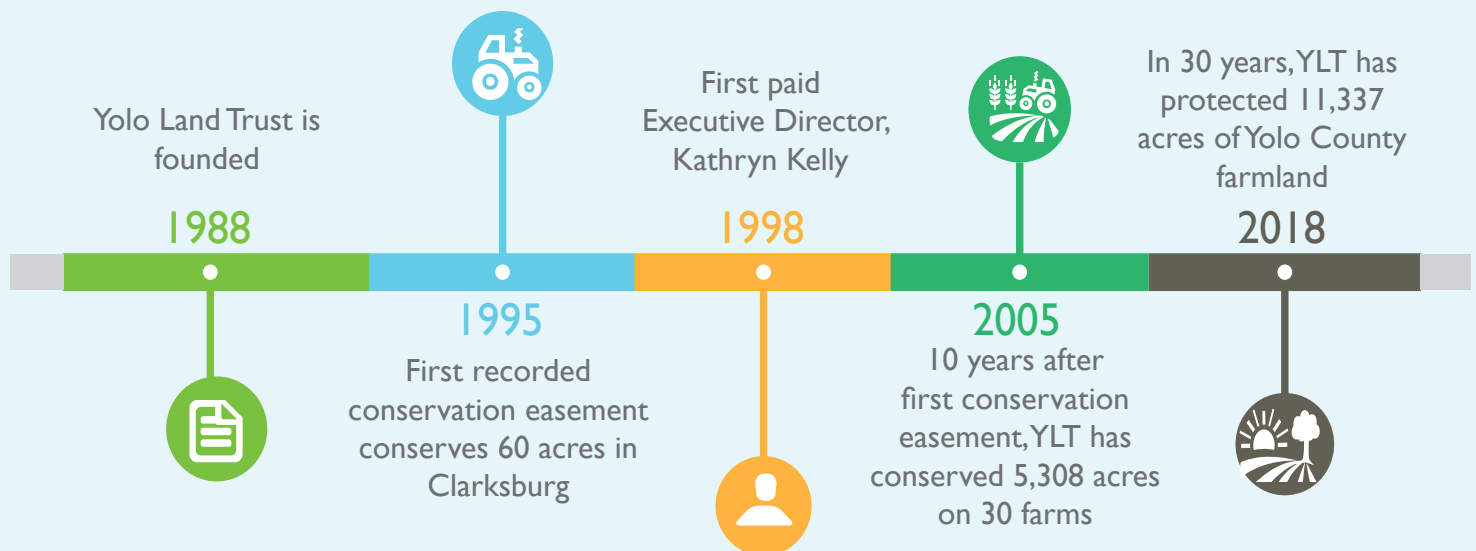 Yolo Land Trust is
founded
1988
1995
First recorded
conservation easement
conserves 60 acres in
Clarksburg
First paid
Executive Director,
Kathryn Kelly
1998
2005
10 years after
first conservation
easement, YLT has
conserved 5,308 acres
on 30 farms
In 30 years, YLT has
protected 11,337
acres of Yolo County
farmland
2018